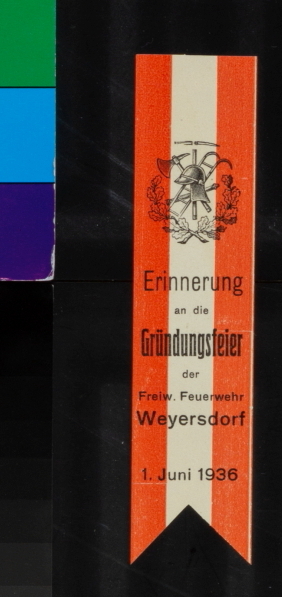 Erinnerung
an die
Gründungsfeier
der
Freiw. Feuerwehr
Weyersdorf
1. Juni 1936